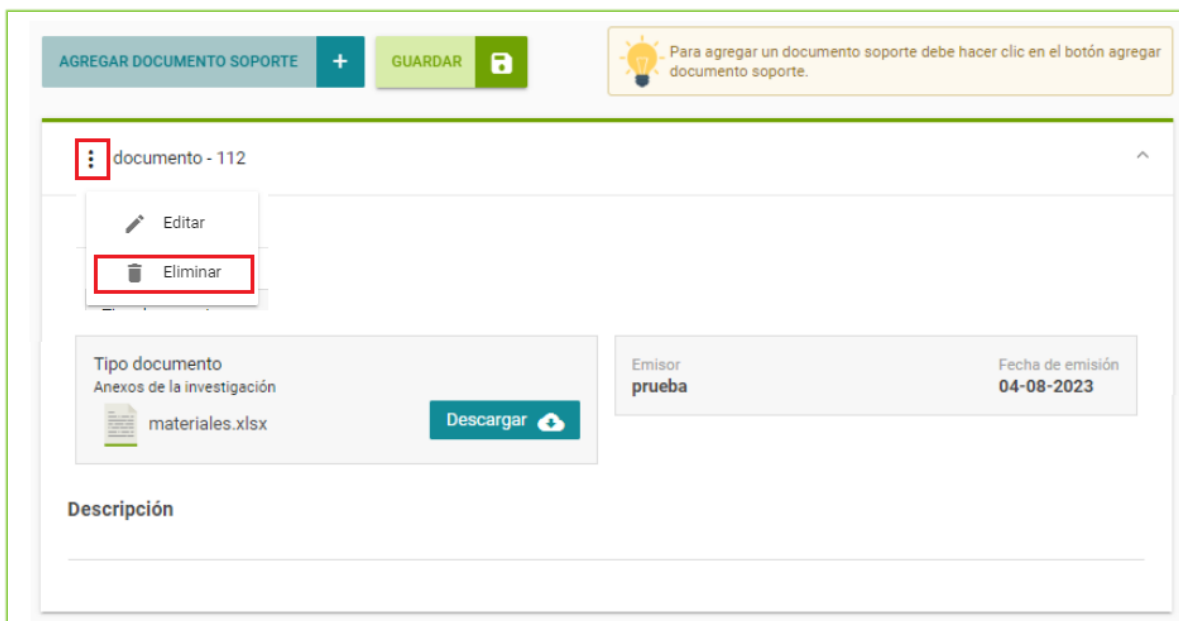 AGREGAR DOCUMENTO SOPORTE +
GUARDAR
Para agregar un documento soporte debe hacer clic en el botón agregar
documento soporte.
documento - 112
Editar
Eliminar
Tipo documento
Anexos de la investigación
materiales.xlsx
Descargar
Emisor
prueba
Fecha de emisión
04-08-2023
Descripción